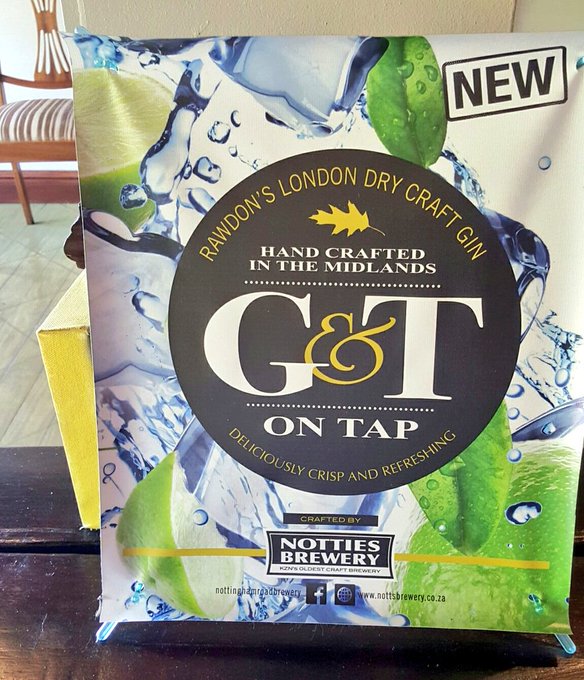 NEW
RAWDON'S LONDON DRY CRAFT GIN
HAND CRAFTED
IN THE MIDLANDS
G&T
ON TAP
DELICIOUSLY CRISP AND REFRESHING
CRAFTED BY
NOTTIES
BREWERY
KZN's OLDEST CRAFT BREWERY
nottinghamroadbrewery f www.nottsbrewery.co.za